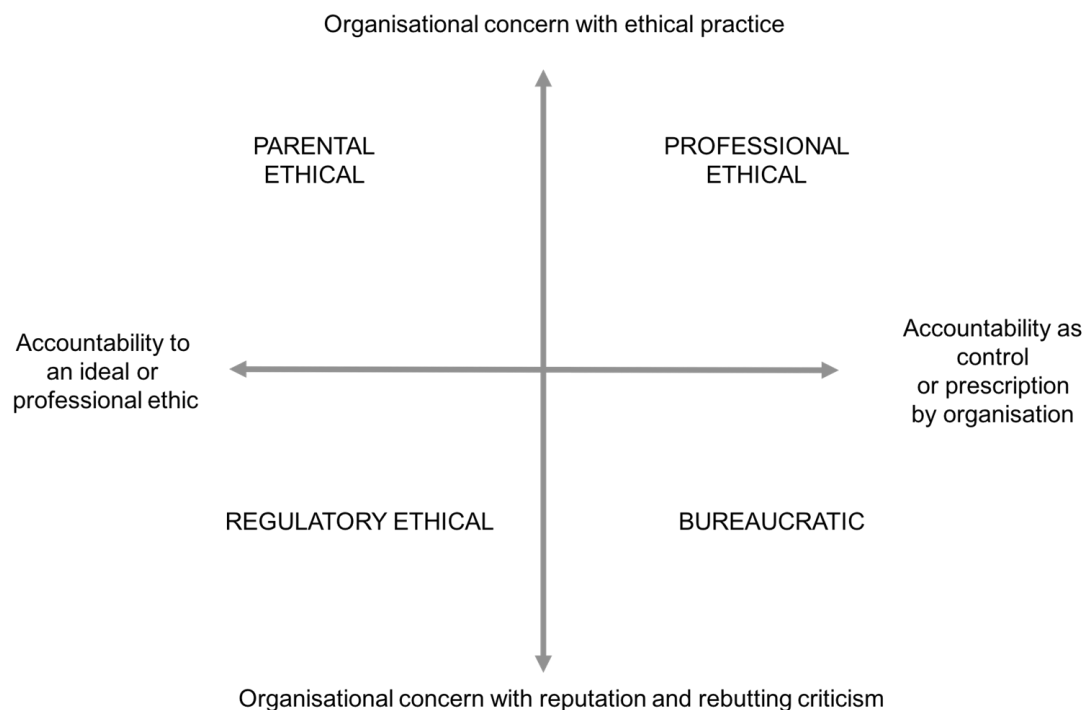 Organisational concern with ethical practice
PARENTAL
ETHICAL
PROFESSIONAL
ETHICAL
Accountability to
an ideal or
professional ethic
Accountability as
control
or prescription
by organisation
REGULATORY ETHICAL
BUREAUCRATIC
Organisational concern with reputation and rebutting criticism